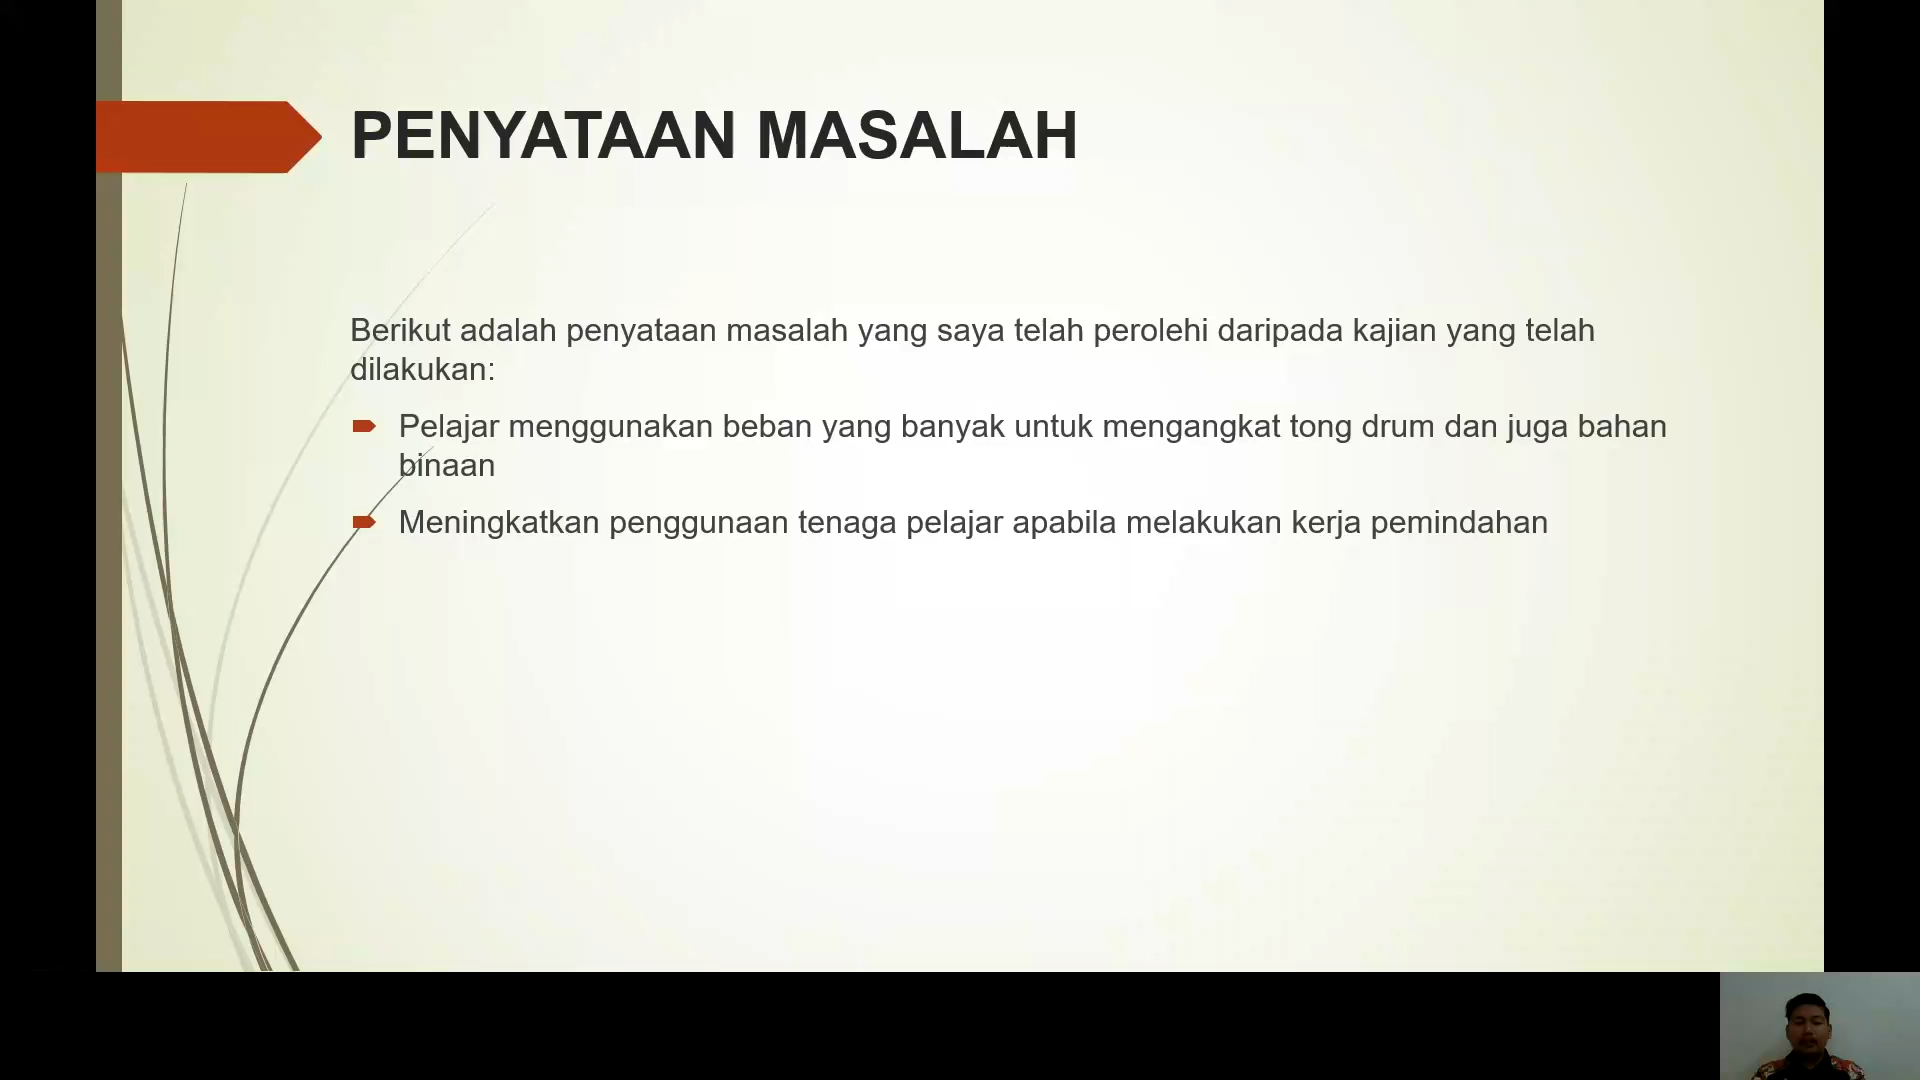 PENYATAAN MASALAH
Berikut adalah penyataan masalah yang saya telah perolehi daripada kajian yang telah
dilakukan:
Pelajar menggunakan beban yang banyak untuk mengangkat tong drum dan juga bahan
binaan
Meningkatkan penggunaan tenaga pelajar apabila melakukan kerja pemindahan